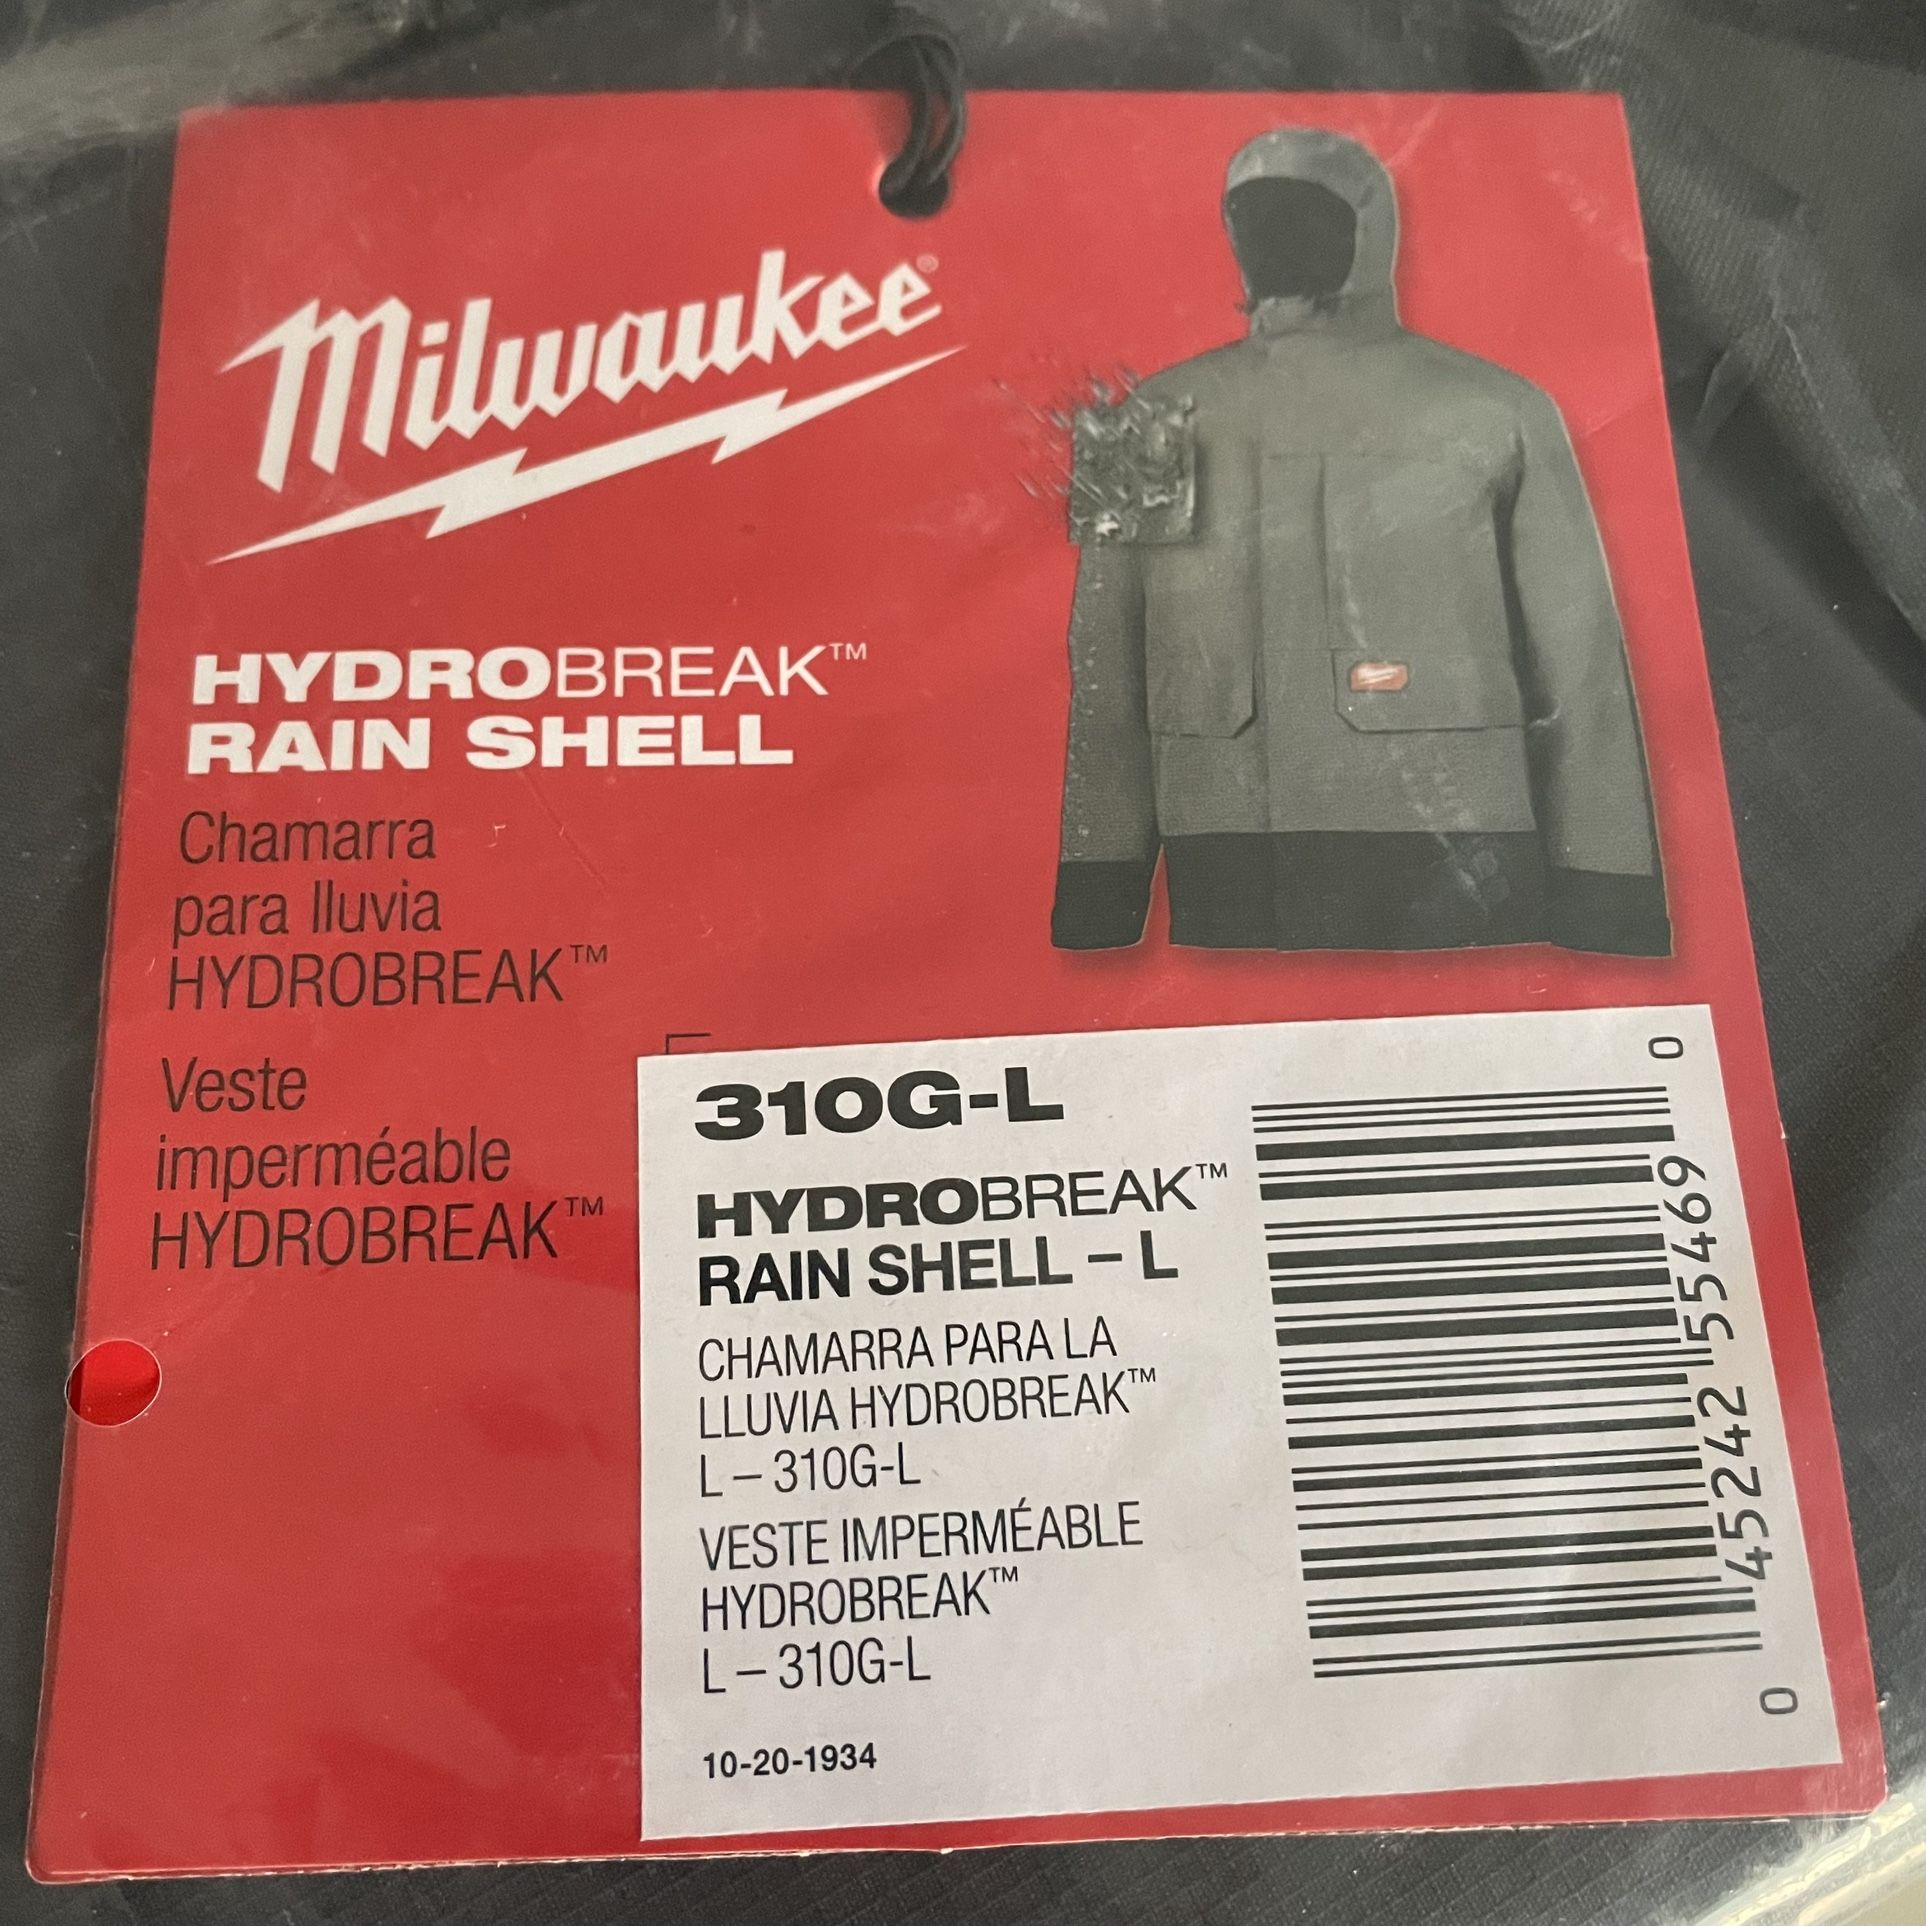 Milwaukee®
HYDROBREAK™
RAIN SHELL
Chamarra
para lluvia
HYDROBREAK™
Veste
imperméable
HYDROBREAK™
310G-L
HYDROBREAK™
RAIN SHELL – L
CHAMARRA PARA LA
LLUVIA HYDROBREAK™
L – 310G-L
VESTE IMPERMÉABLE
HYDROBREAK™
L – 310G-L
10-20-1934
0 45242 55469 0